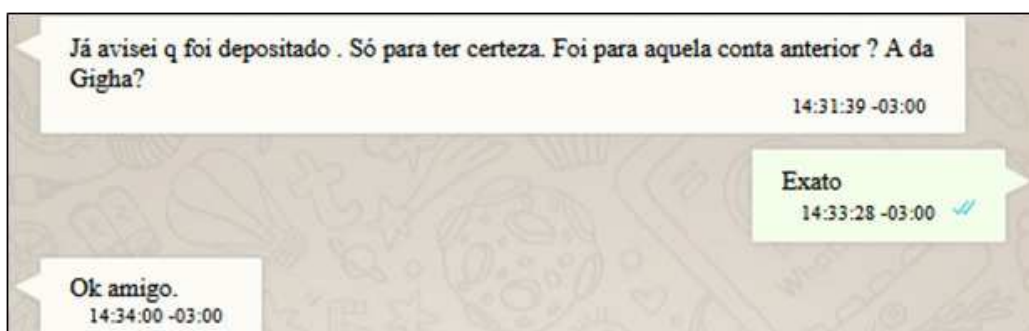 Já avisei q foi depositado . Só para ter certeza. Foi para aquela conta anterior ? A da
Gigha?
14:31:39 -03:00
Exato
14:33:28 -03:00
Ok amigo.
14:34:00 -03:00